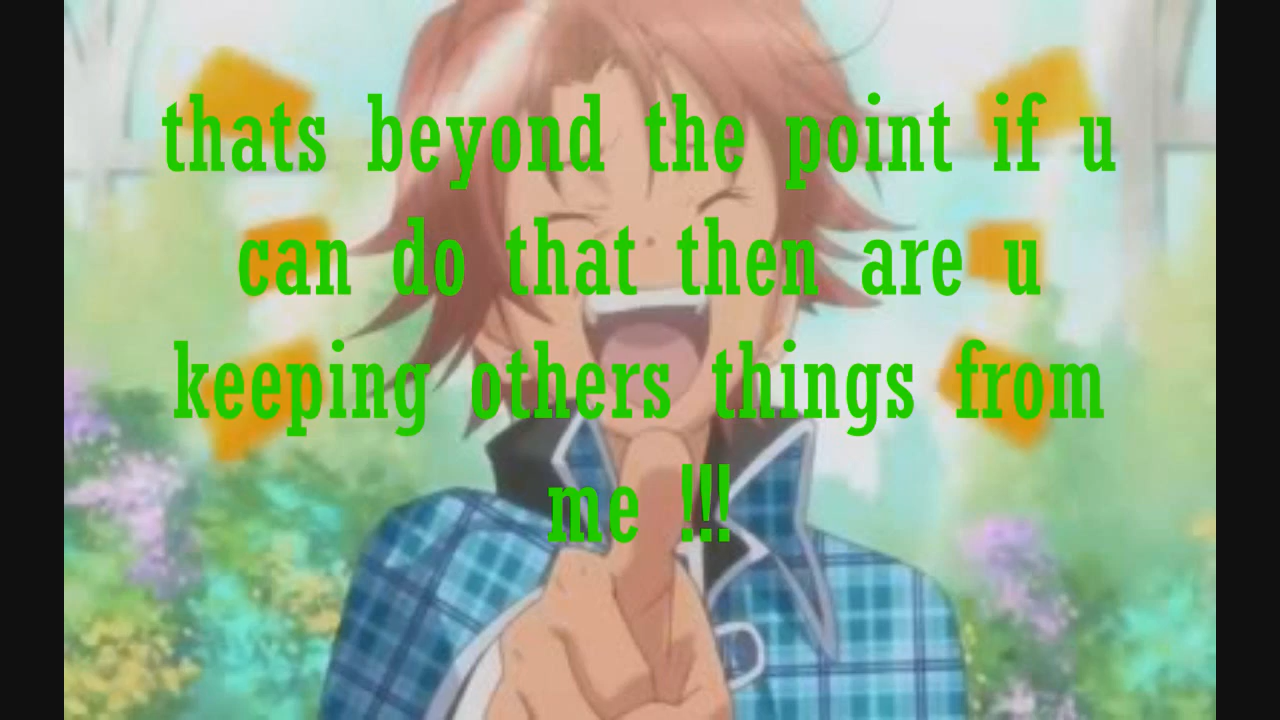 thats beyond the point if u
can do that then are u
keeping others things from
me !!!